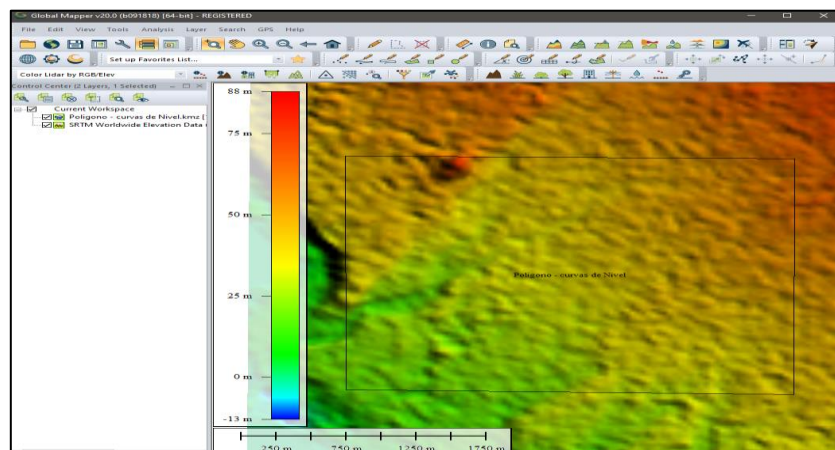 Global Mapper v20.0 (b091818) [64-bit] - REGISTERED
File Edit View Tools Analysis Layer Search GPS Help
Set up Favorites List...
Color Lidar by RGB/Elev
Control Center (2 Layers, 1 Selected)
Current Workspace
Poligono - curvas de Nivel.kmz [
SRTM Worldwide Elevation Data
88 m
75 m
50 m
25 m
0 m
-13 m
Poligono - curvas de Nivel
250 m 750 m 1250 m 1750 m